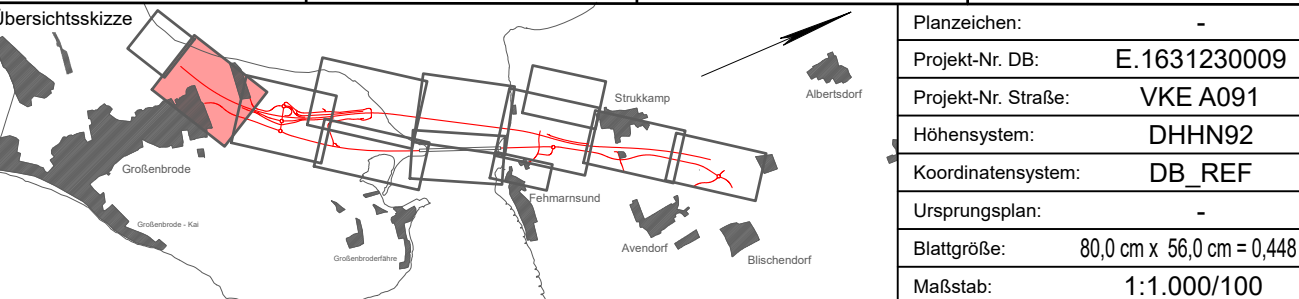 Übersichtsskizze
Albertsdorf
Strukkamp
Großenbrode
Fehmarnsund
Großenbrode - Kai
Avendorf
Großenbroderfähre
Blischendorf
Planzeichen: -
Projekt-Nr. DB: E.1631230009
Projekt-Nr. Straße: VKE A091
Höhensystem: DHHN92
Koordinatensystem: DB_REF
Ursprungsplan: -
Blattgröße: 80,0 cm x 56,0 cm = 0,448
Maßstab: 1:1.000/100